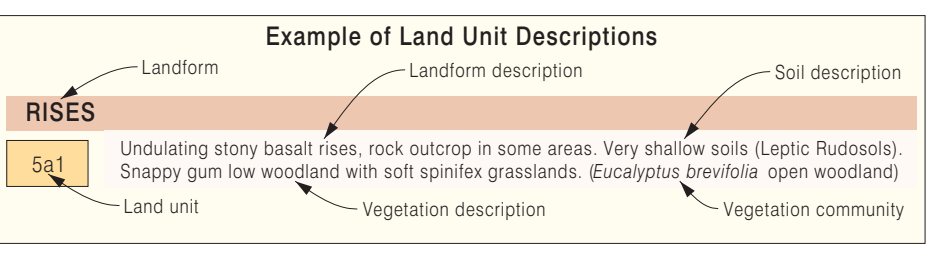 Example of Land Unit Descriptions
Landform
Landform description
Soil description
RISES
5a1
Undulating stony basalt rises, rock outcrop in some areas. Very shallow soils (Leptic Rudosols).
Snappy gum low woodland with soft spinifex grasslands. (Eucalyptus brevifolia open woodland)
Land unit
Vegetation description
Vegetation community